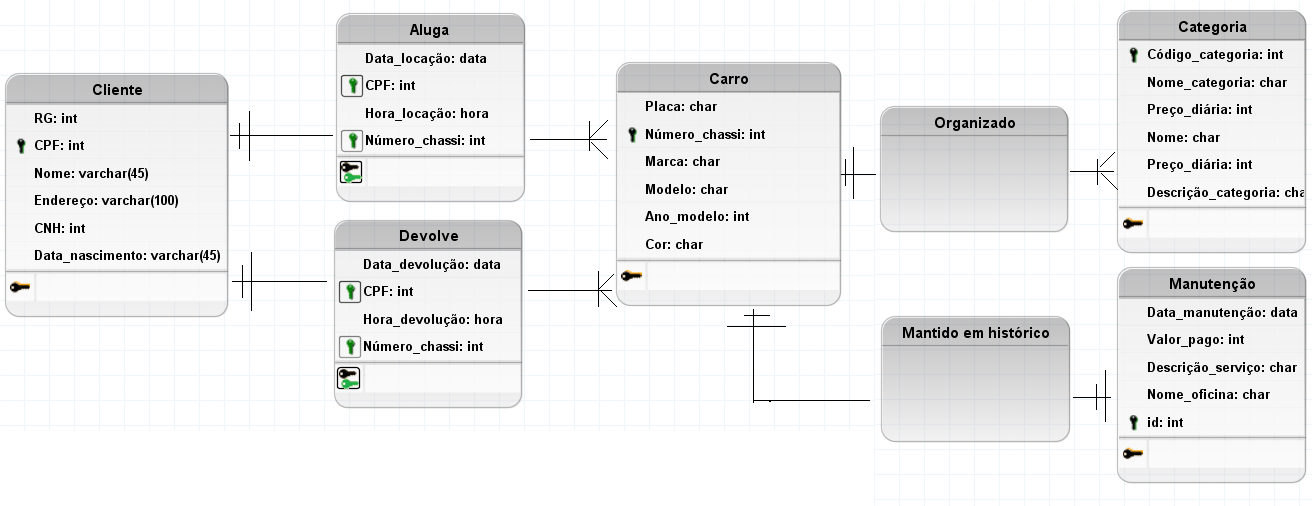 Cliente
RG: int
CPF: int
Nome: varchar(45)
Endereço: varchar(100)
CNH: int
Data_nascimento: varchar(45)
Aluga
Data_locação: data
CPF: int
Hora_locação: hora
Número_chassi: int
Devolve
Data_devolução: data
CPF: int
Hora_devolução: hora
Número_chassi: int
Carro
Placa: char
Número_chassi: int
Marca: char
Modelo: char
Ano_modelo: int
Cor: char
Organizado
Mantido em histórico
Categoria
Código_categoria: int
Nome_categoria: char
Preço_diária: int
Nome: char
Preço_diária: int
Descrição_categoria: cha
Manutenção
Data_manutenção: data
Valor_pago: int
Descrição_serviço: char
Nome_oficina: char
id: int